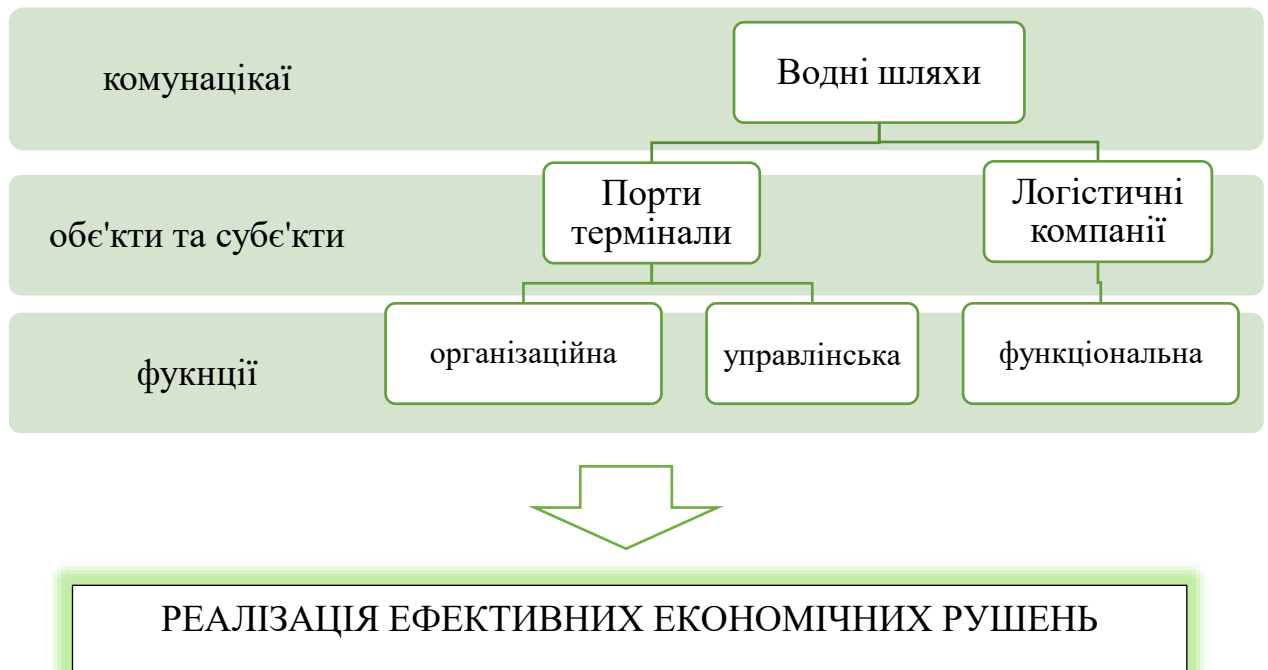 комунацікаї
Водні шляхи
обє'кти та субє'кти
Порти
термінали
Логістичні
компанії
фукнції
організаційна
управлінська
функціональна
РЕАЛІЗАЦІЯ ЕФЕКТИВНИХ ЕКОНОМІЧНИХ РУШЕНЬ